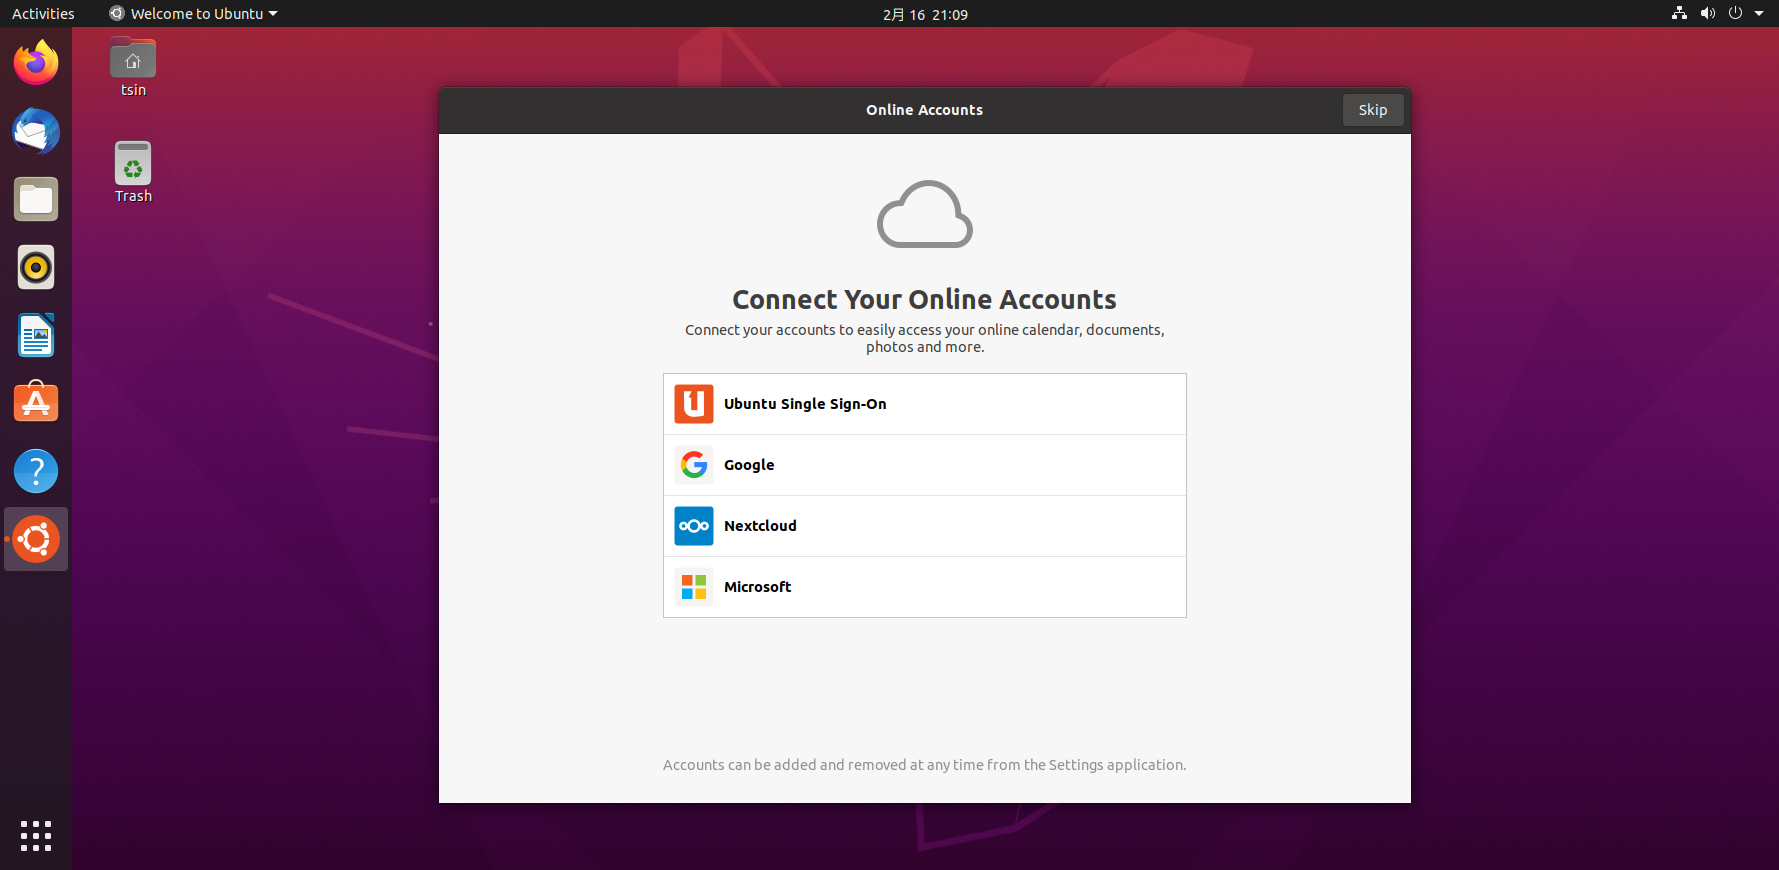 Activities
Welcome to Ubuntu
2月 16 21:09
tsin
Trash
Online Accounts
Skip
Connect Your Online Accounts
Connect your accounts to easily access your online calendar, documents,
photos and more.
Ubuntu Single Sign-On
Google
Nextcloud
Microsoft
Accounts can be added and removed at any time from the Settings application.